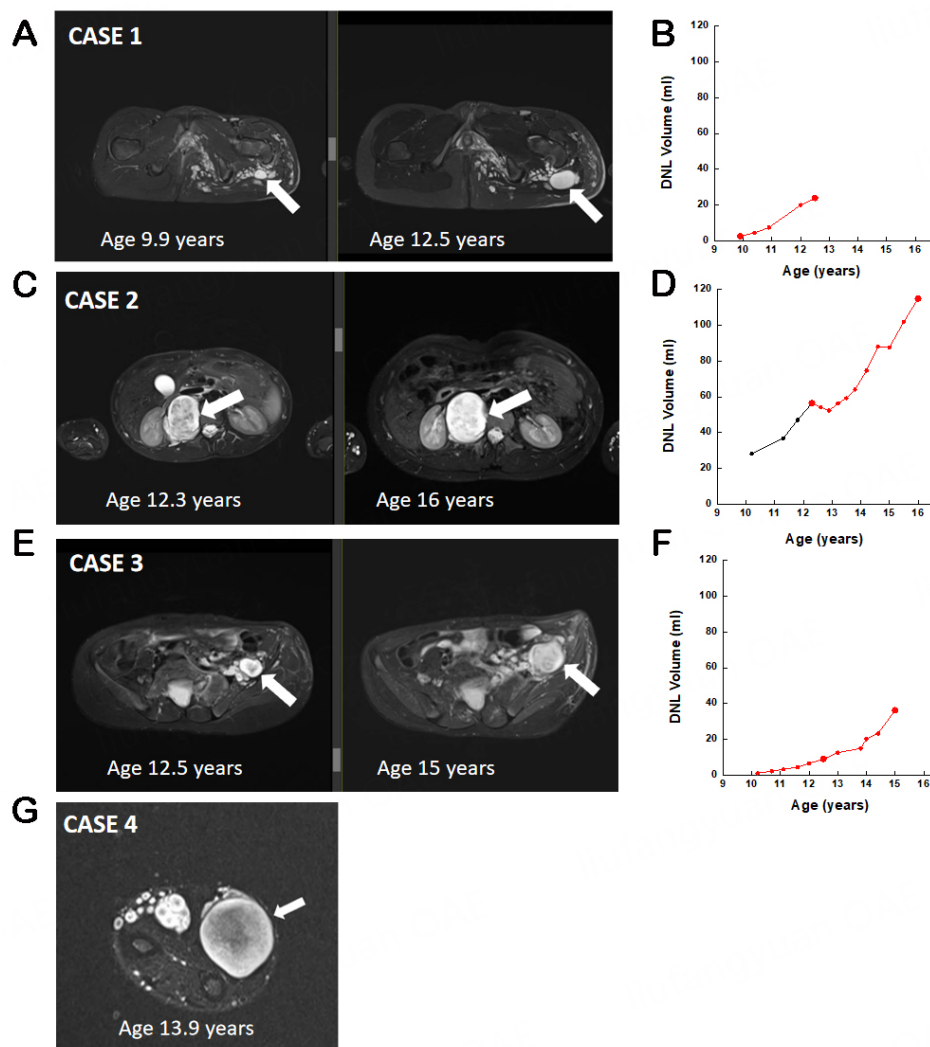 A
CASE 1
Age 9.9 years
Age 12.5 years
B
120
100
80
60
40
20
0
9 10 11 12 13 14 15 16
DNL Volume (ml)
Age (years)
C
CASE 2
Age 12.3 years
Age 16 years
D
120
100
80
60
40
20
0
9 10 11 12 13 14 15 16
DNL Volume (ml)
Age (years)
E
CASE 3
Age 12.5 years
Age 15 years
F
120
100
80
60
40
20
0
9 10 11 12 13 14 15 16
DNL Volume (ml)
Age (years)
G
CASE 4
Age 13.9 years